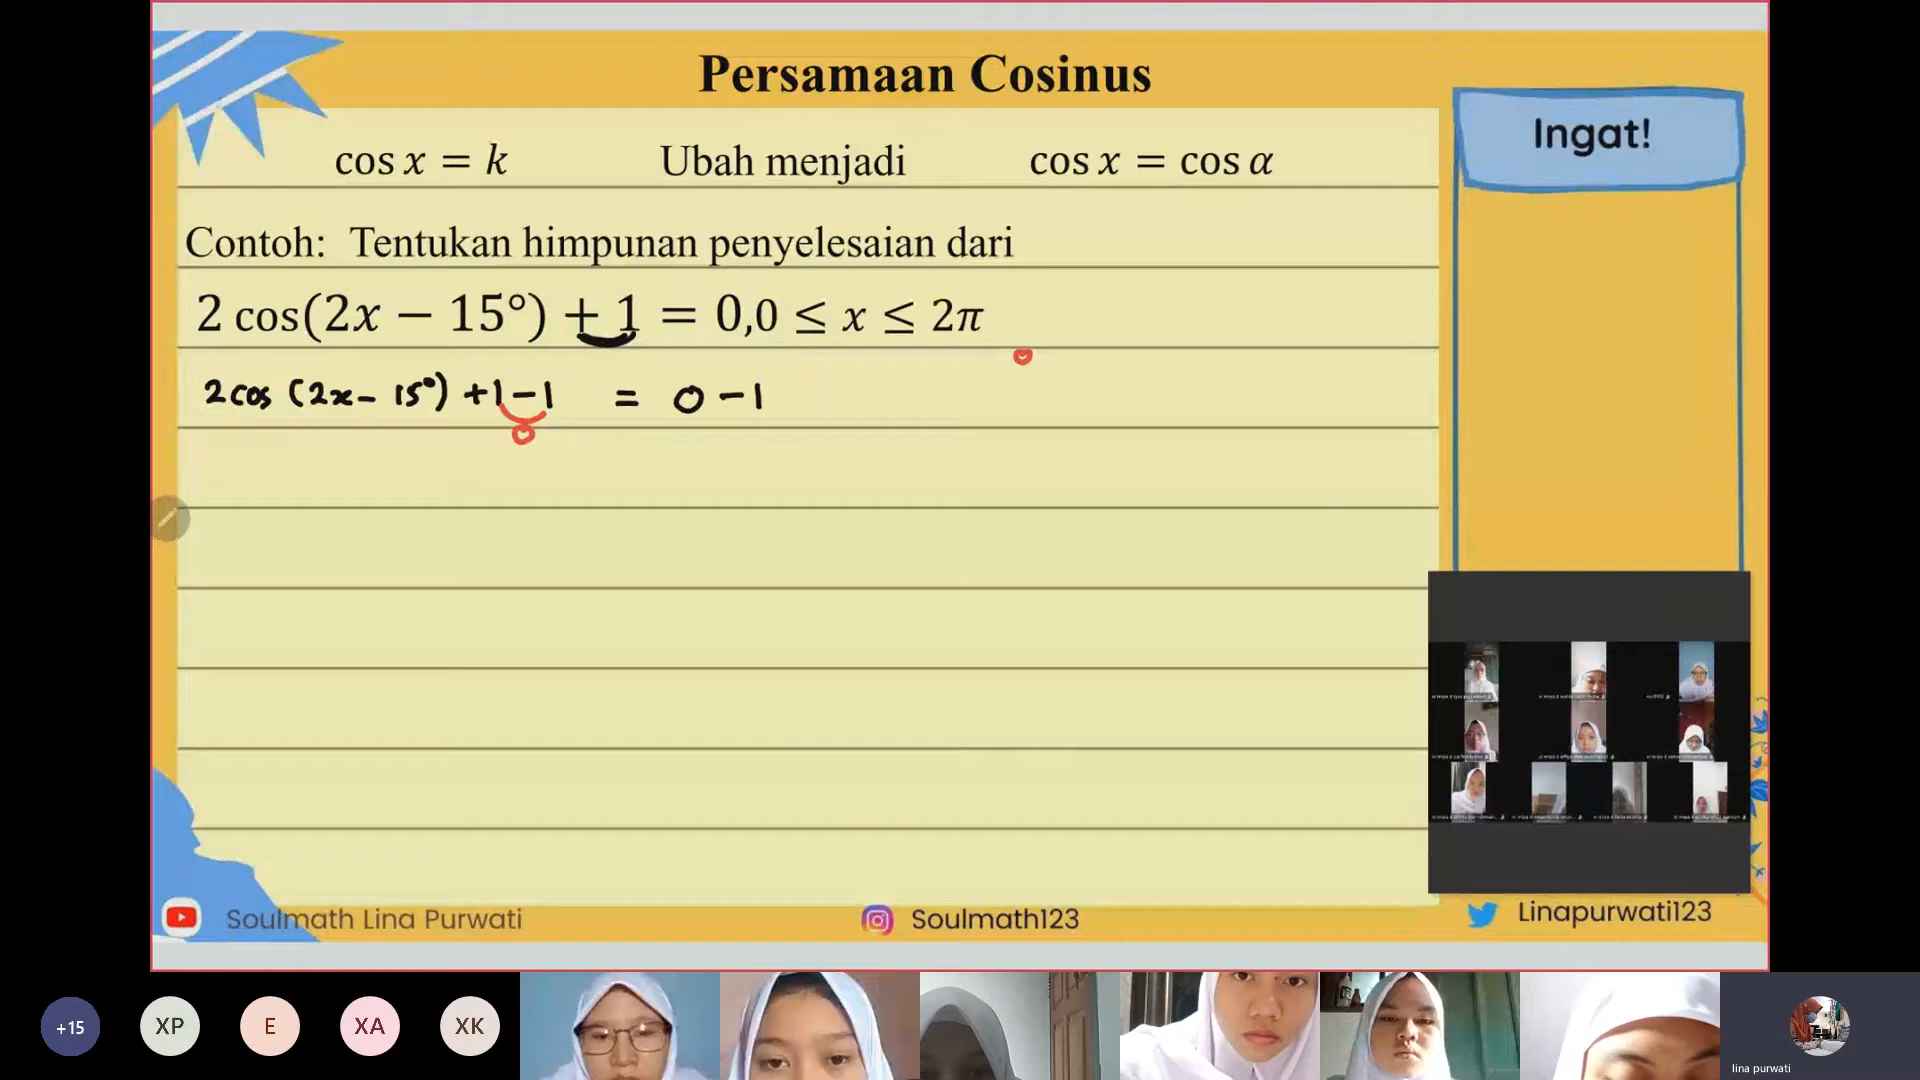 Persamaan Cosinus
cos x = k Ubah menjadi cos x = cos α
Ingat!
Contoh: Tentukan himpunan penyelesaian dari
2 cos(2x − 15°) + 1 = 0, 0 ≤ x ≤ 2π
2 cos (2x − 15°) + 1 − 1 = 0 − 1
0
Soulmath Lina Purwati
Soulmath123
Linapurwati123
+15
XP
E
XA
XK
lina purwati